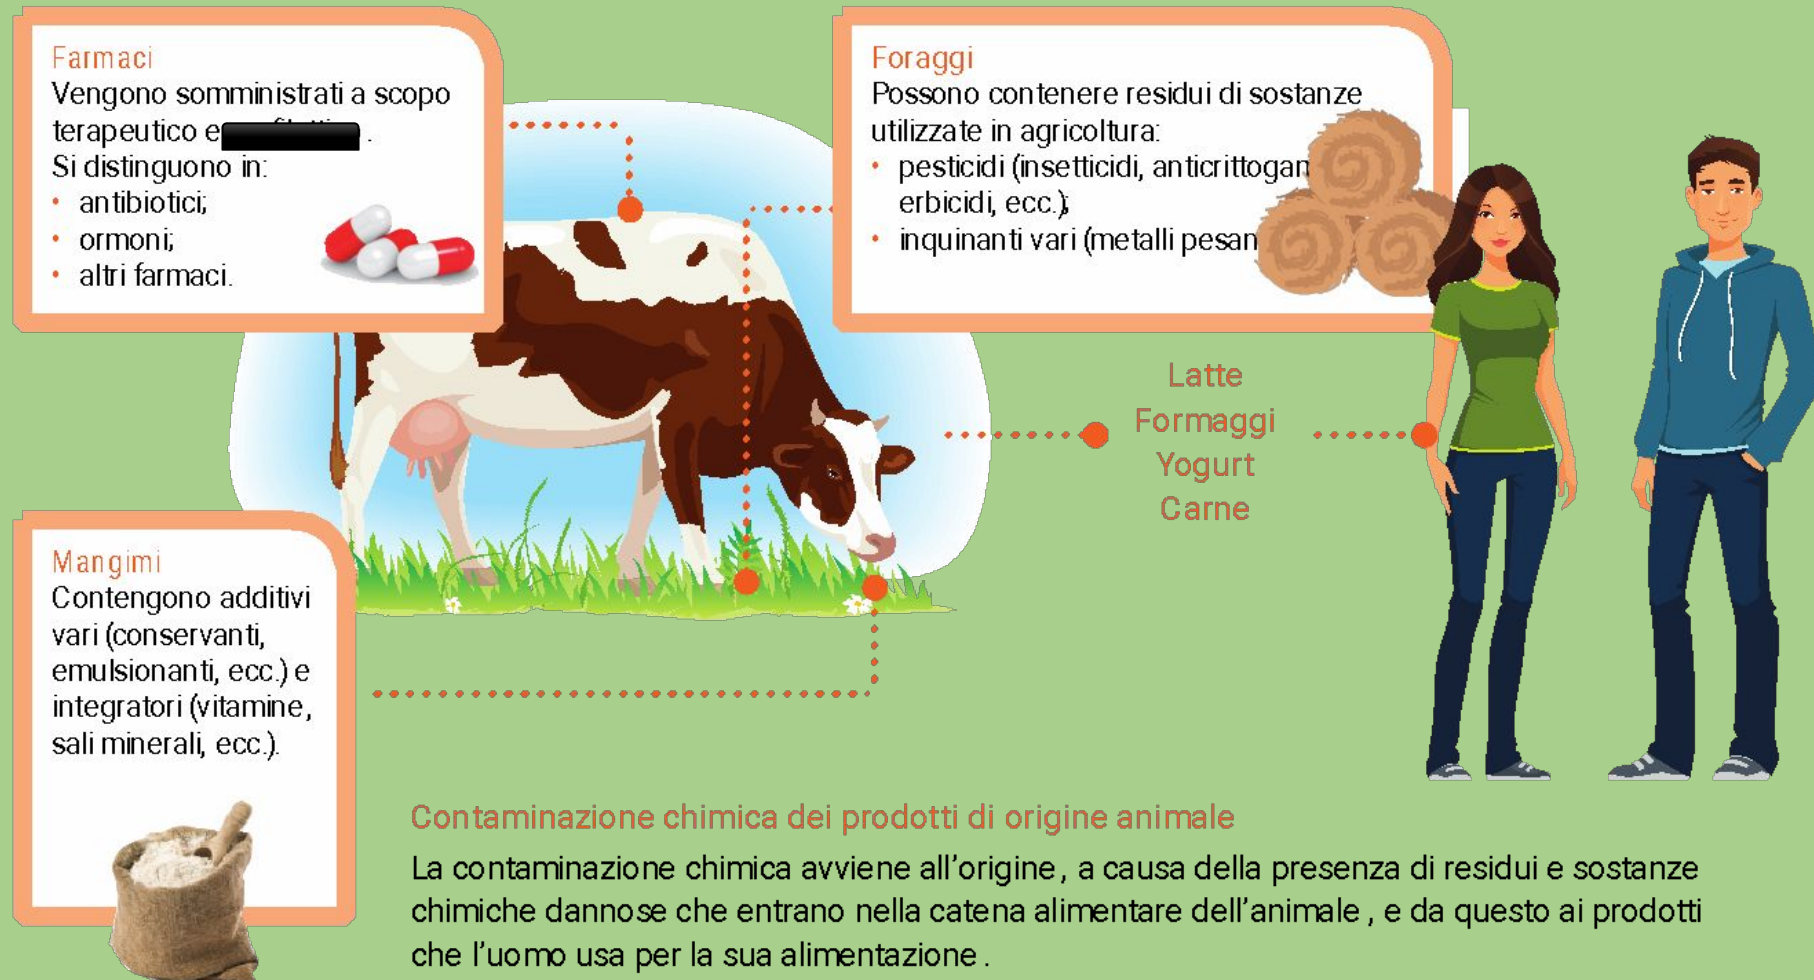 Farmaci
Vengono somministrati a scopo
terapeutico e .
Si distinguono in:
• antibiotici;
• ormoni;
• altri farmaci.
Foraggi
Possono contenere residui di sostanze
utilizzate in agricoltura:
• pesticidi (insetticidi,
erbicidi, ecc.);
• inquinanti vari (metalli
Latte
Formaggi
Yogurt
Carne
Mangimi
Contengono additivi
vari (conservanti,
emulsionanti, ecc.) e
integratori (vitamine,
sali minerali, ecc.).
Contaminazione chimica dei prodotti di origine animale
La contaminazione chimica avviene all'origine, a causa della presenza di residui e sostanze
chimiche dannose che entrano nella catena alimentare dell'animale, e da questo ai prodotti
che l'uomo usa per la sua alimentazione.